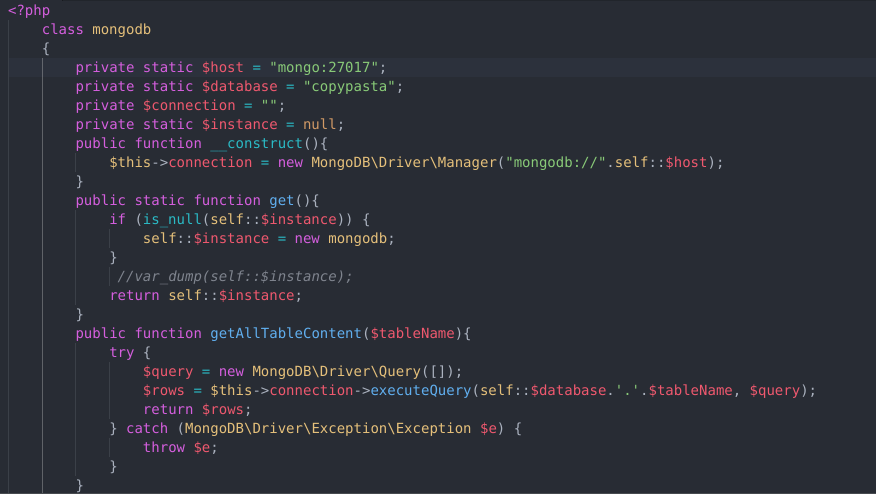 <?php
    class mongodb
    {
        private static $host = "mongo:27017";
        private static $database = "copypasta";
        private $connection = "";
        private static $instance = null;
        public function __construct(){
            $this->connection = new MongoDB\Driver\Manager("mongodb://".self::$host);
        }
        public static function get(){
            if (is_null(self::$instance)) {
                self::$instance = new mongodb;
            }
             //var_dump(self::$instance);
            return self::$instance;
        }
        public function getAllTableContent($tableName){
            try {
                $query = new MongoDB\Driver\Query([]);
                $rows = $this->connection->executeQuery(self::$database.'.'.$tableName, $query);
                return $rows;
            } catch (MongoDB\Driver\Exception\Exception $e) {
                throw $e;
            }
        }